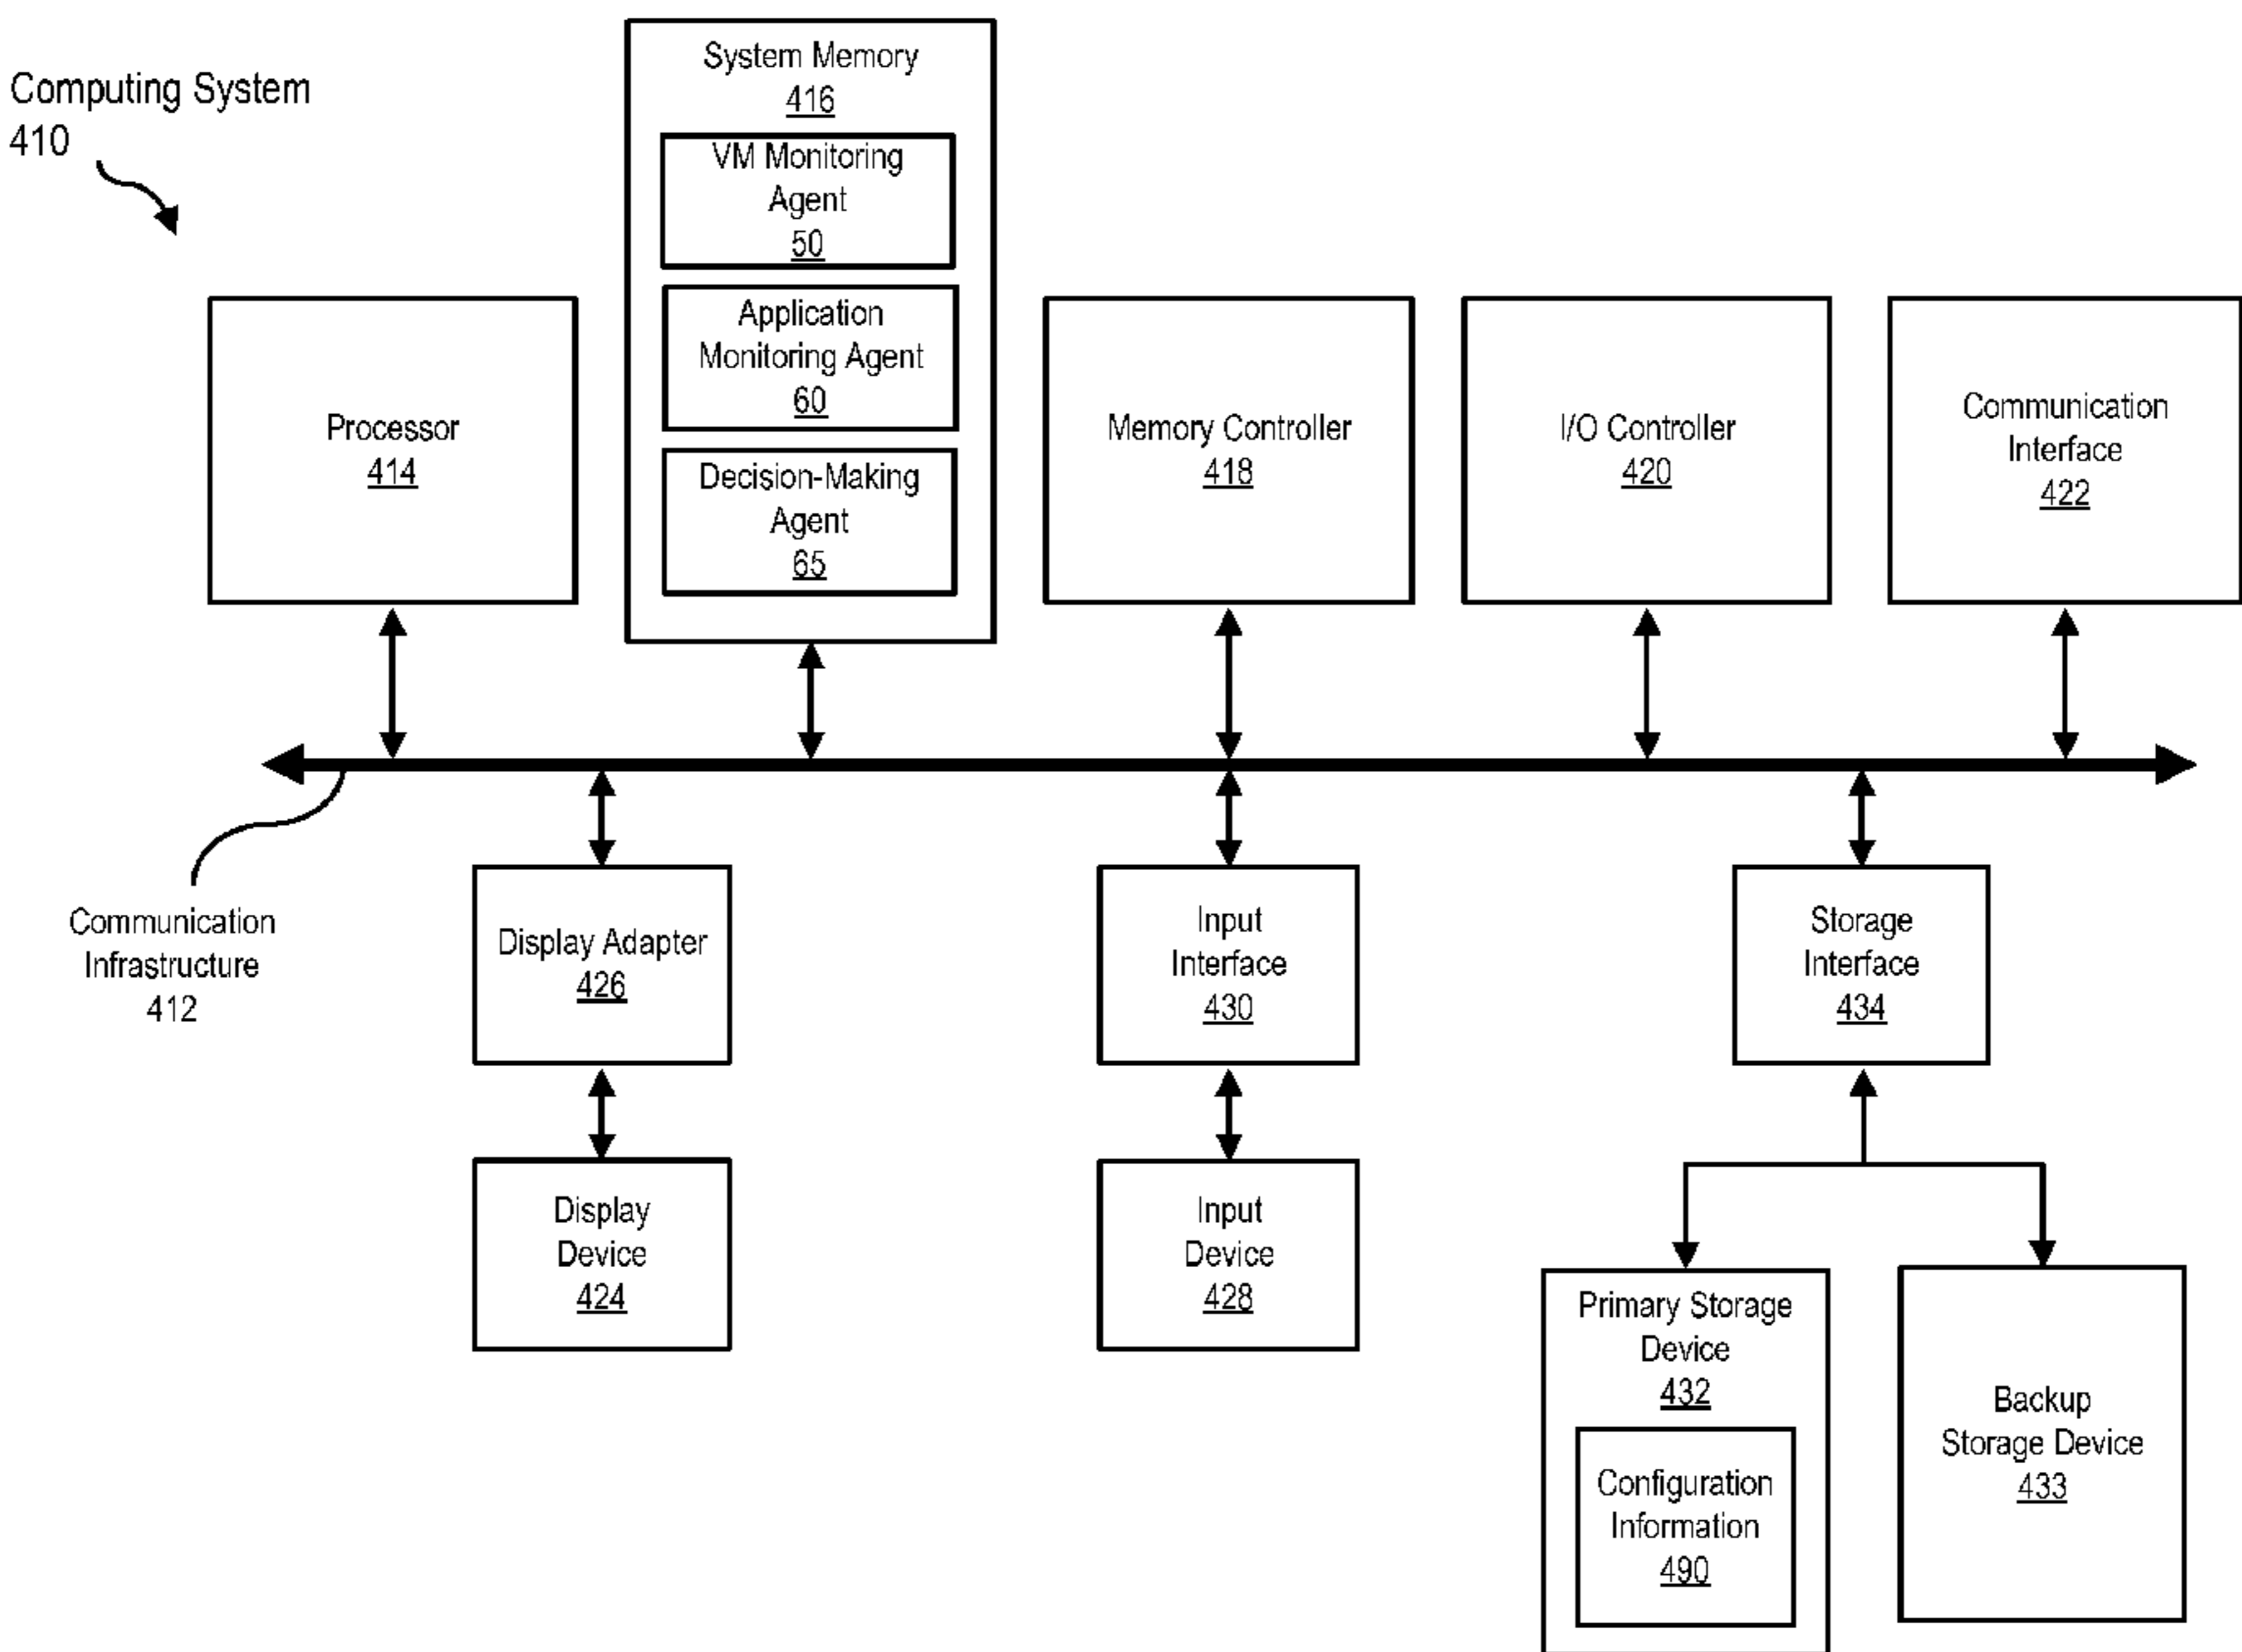 Computing System
410
System Memory
416
VM Monitoring
Agent
50
Application
Monitoring Agent
60
Decision-Making
Agent
65
Processor
414
Memory Controller
418
I/O Controller
420
Communication
Interface
422
Communication
Infrastructure
412
Display Adapter
426
Input
Interface
430
Storage
Interface
434
Display
Device
424
Input
Device
428
Primary Storage
Device
432
Configuration
Information
490
Backup
Storage Device
433